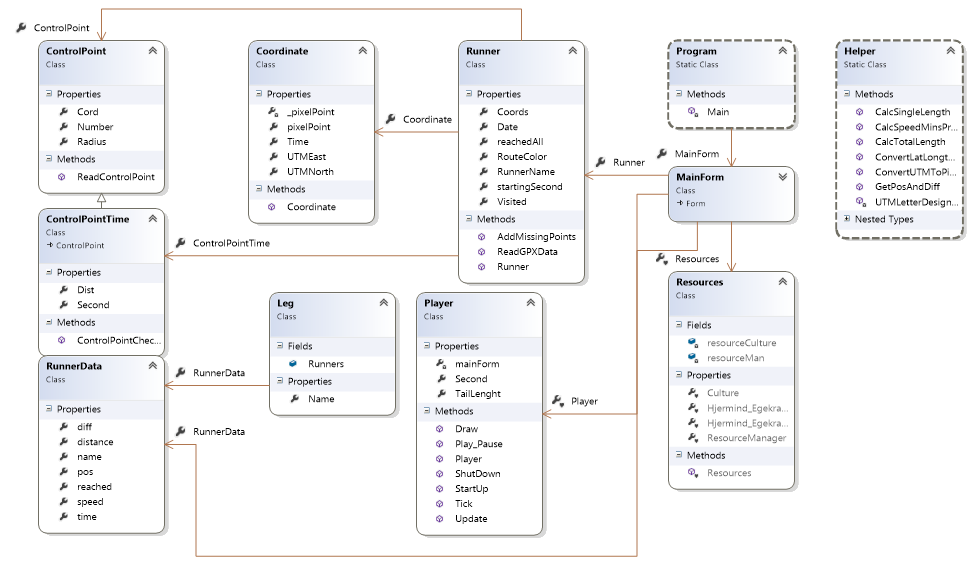 ControlPoint
ControlPoint
Class
Properties
Cord
Number
Radius
Methods
ReadControlPoint
Coordinate
Class
Properties
_pixelPoint
pixelPoint
Time
UTMEast
UTMNorth
Methods
Coordinate
Coordinate
Runner
Class
Properties
Coords
Date
reachedAll
RouteColor
RunnerName
startingSecond
Visited
Methods
AddMissingPoints
ReadGPXData
Runner
Runner
Program
Static Class
Methods
Main
MainForm
MainForm
Class
Form
Helper
Static Class
Methods
CalcSingleLength
CalcSpeedMinsPr...
CalcTotalLength
ConvertLatLongt...
ConvertUTMToPi...
GetPosAndDiff
UTMLetterDesign...
Nested Types
ControlPointTime
Class
ControlPoint
Properties
Dist
Second
Methods
ControlPointChec...
ControlPointTime
RunnerData
Class
Properties
diff
distance
name
pos
reached
speed
time
RunnerData
RunnerData
Leg
Class
Fields
Runners
Properties
Name
Player
Class
Properties
mainForm
Second
TailLenght
Methods
Draw
Play_Pause
Player
ShutDown
StartUp
Tick
Update
Player
Resources
Resources
Class
Fields
resourceCulture
resourceMan
Properties
Culture
Hjermind_Egekra...
Hjermind_Egekra...
ResourceManager
Methods
Resources